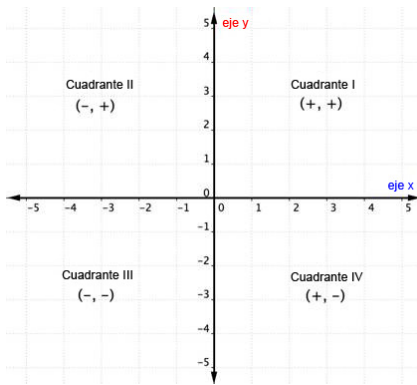 5
eje y
4
Cuadrante II
Cuadrante I
3
(−, +)
(+, +)
2
1
eje x
0
−5 −4 −3 −2 −1 0 1 2 3 4 5
−1
−2
Cuadrante III
Cuadrante IV
(−, −)
(+, −)
−3
−4
−5